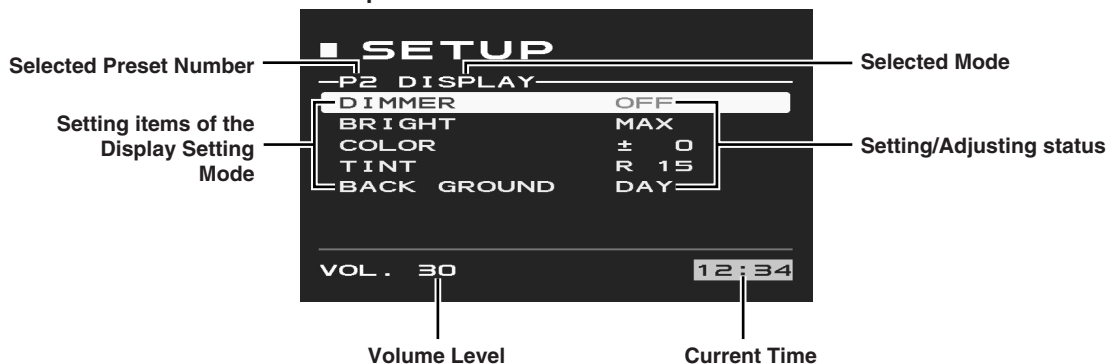 SETUP
Selected Preset Number
Selected Mode
P2 DISPLAY
DIMMER OFF
BRIGHT MAX
COLOR ± 0
TINT R 15
BACK GROUND DAY
Setting items of the
Display Setting
Mode
Setting/Adjusting status
VOL. 30 12:34
Volume Level
Current Time